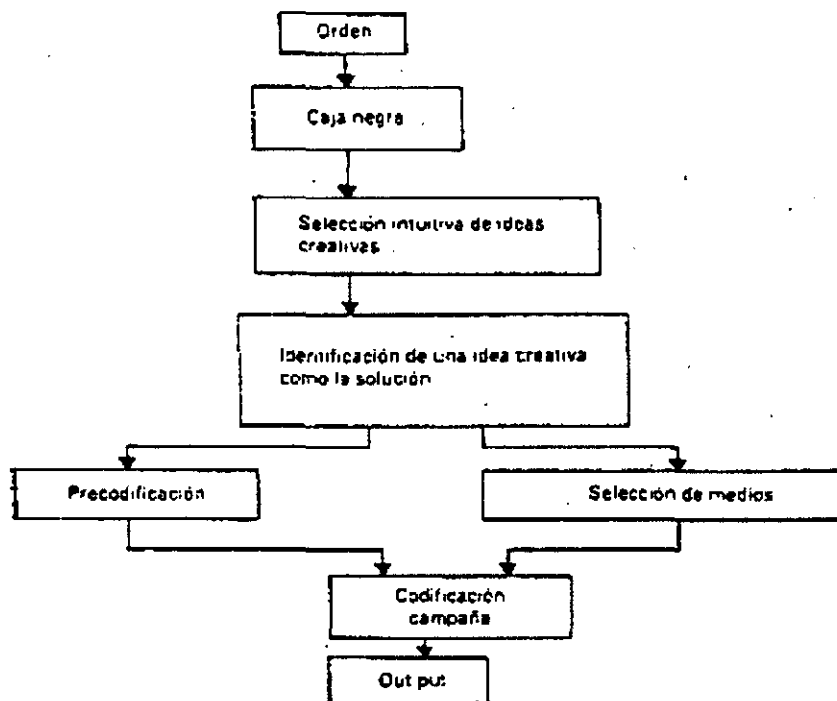 Orden
Caja negra
Selección intuitiva de ideas
creativas
Identificación de una idea creativa
como la solución
Precodificación
Selección de medios
Codificación
campaña
Out put